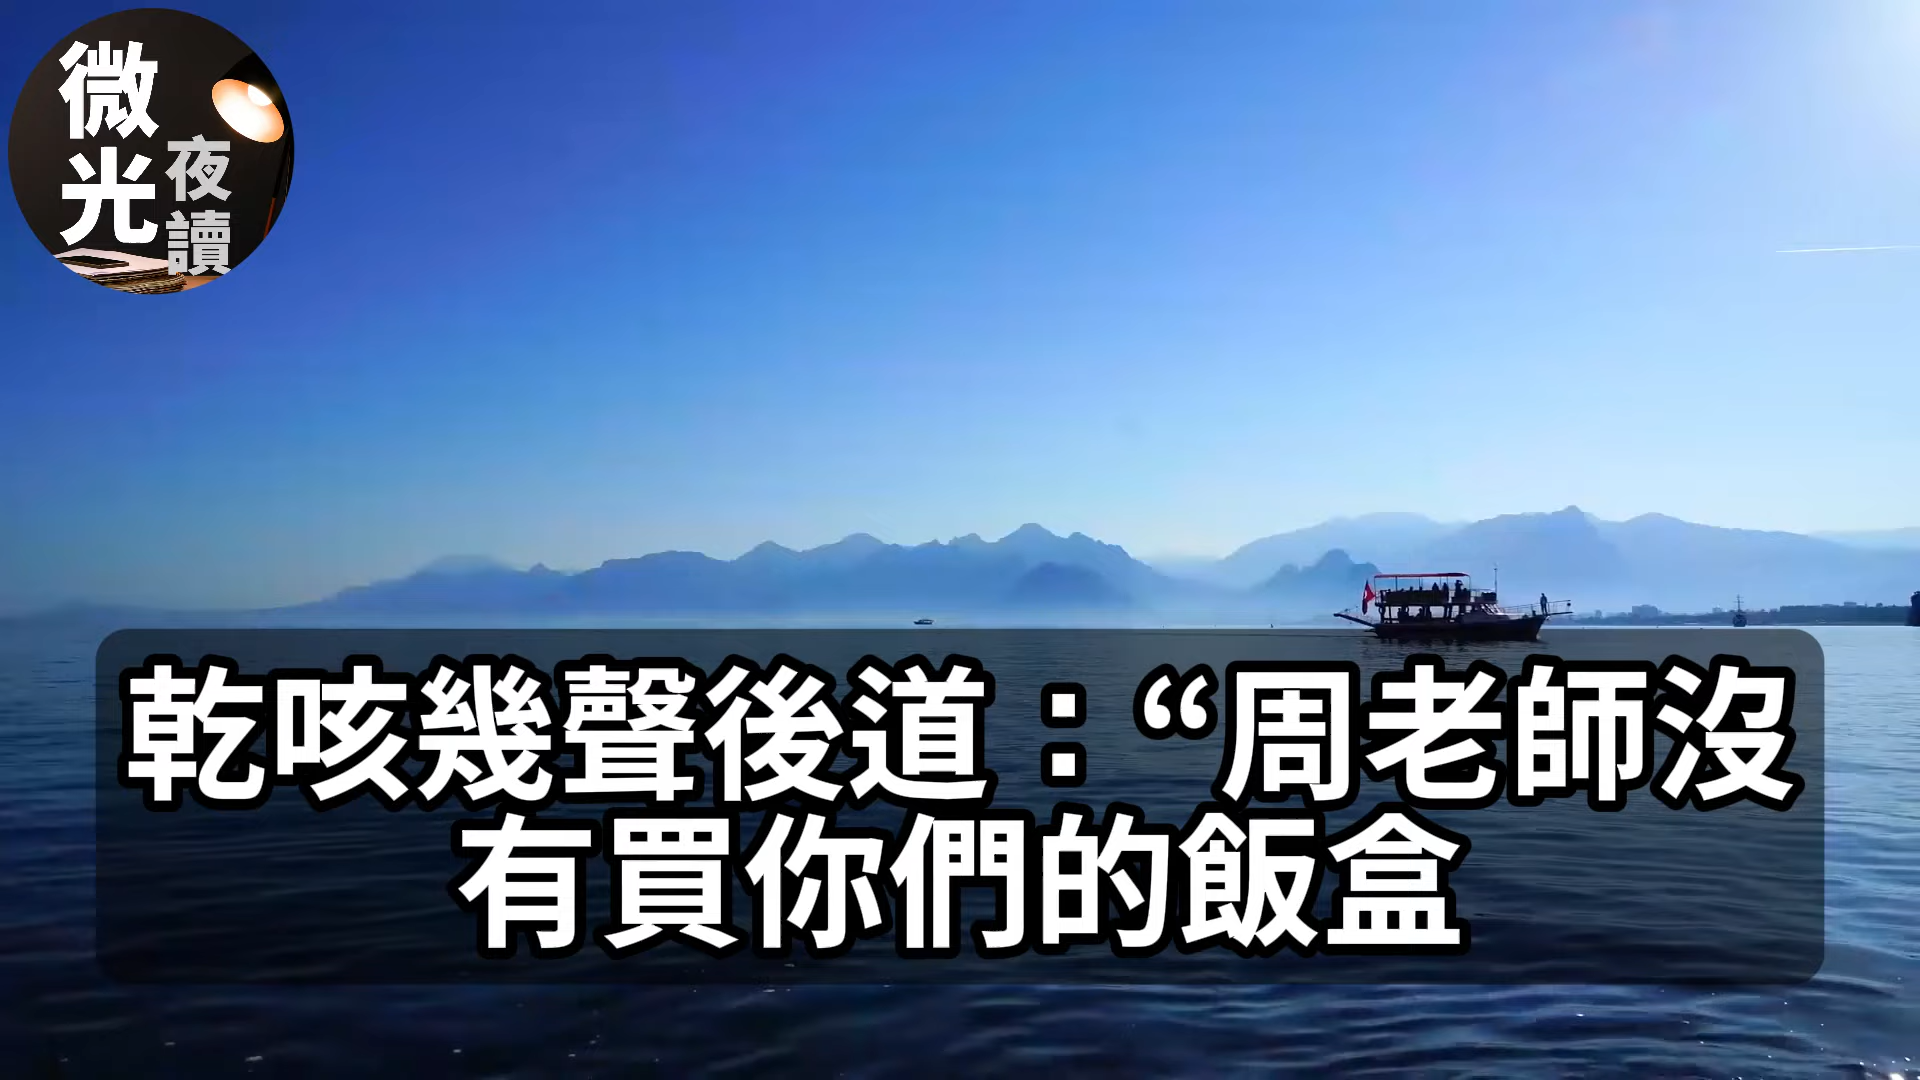 微光
夜讀
乾咳幾聲後道：“周老師沒
有買你們的飯盒